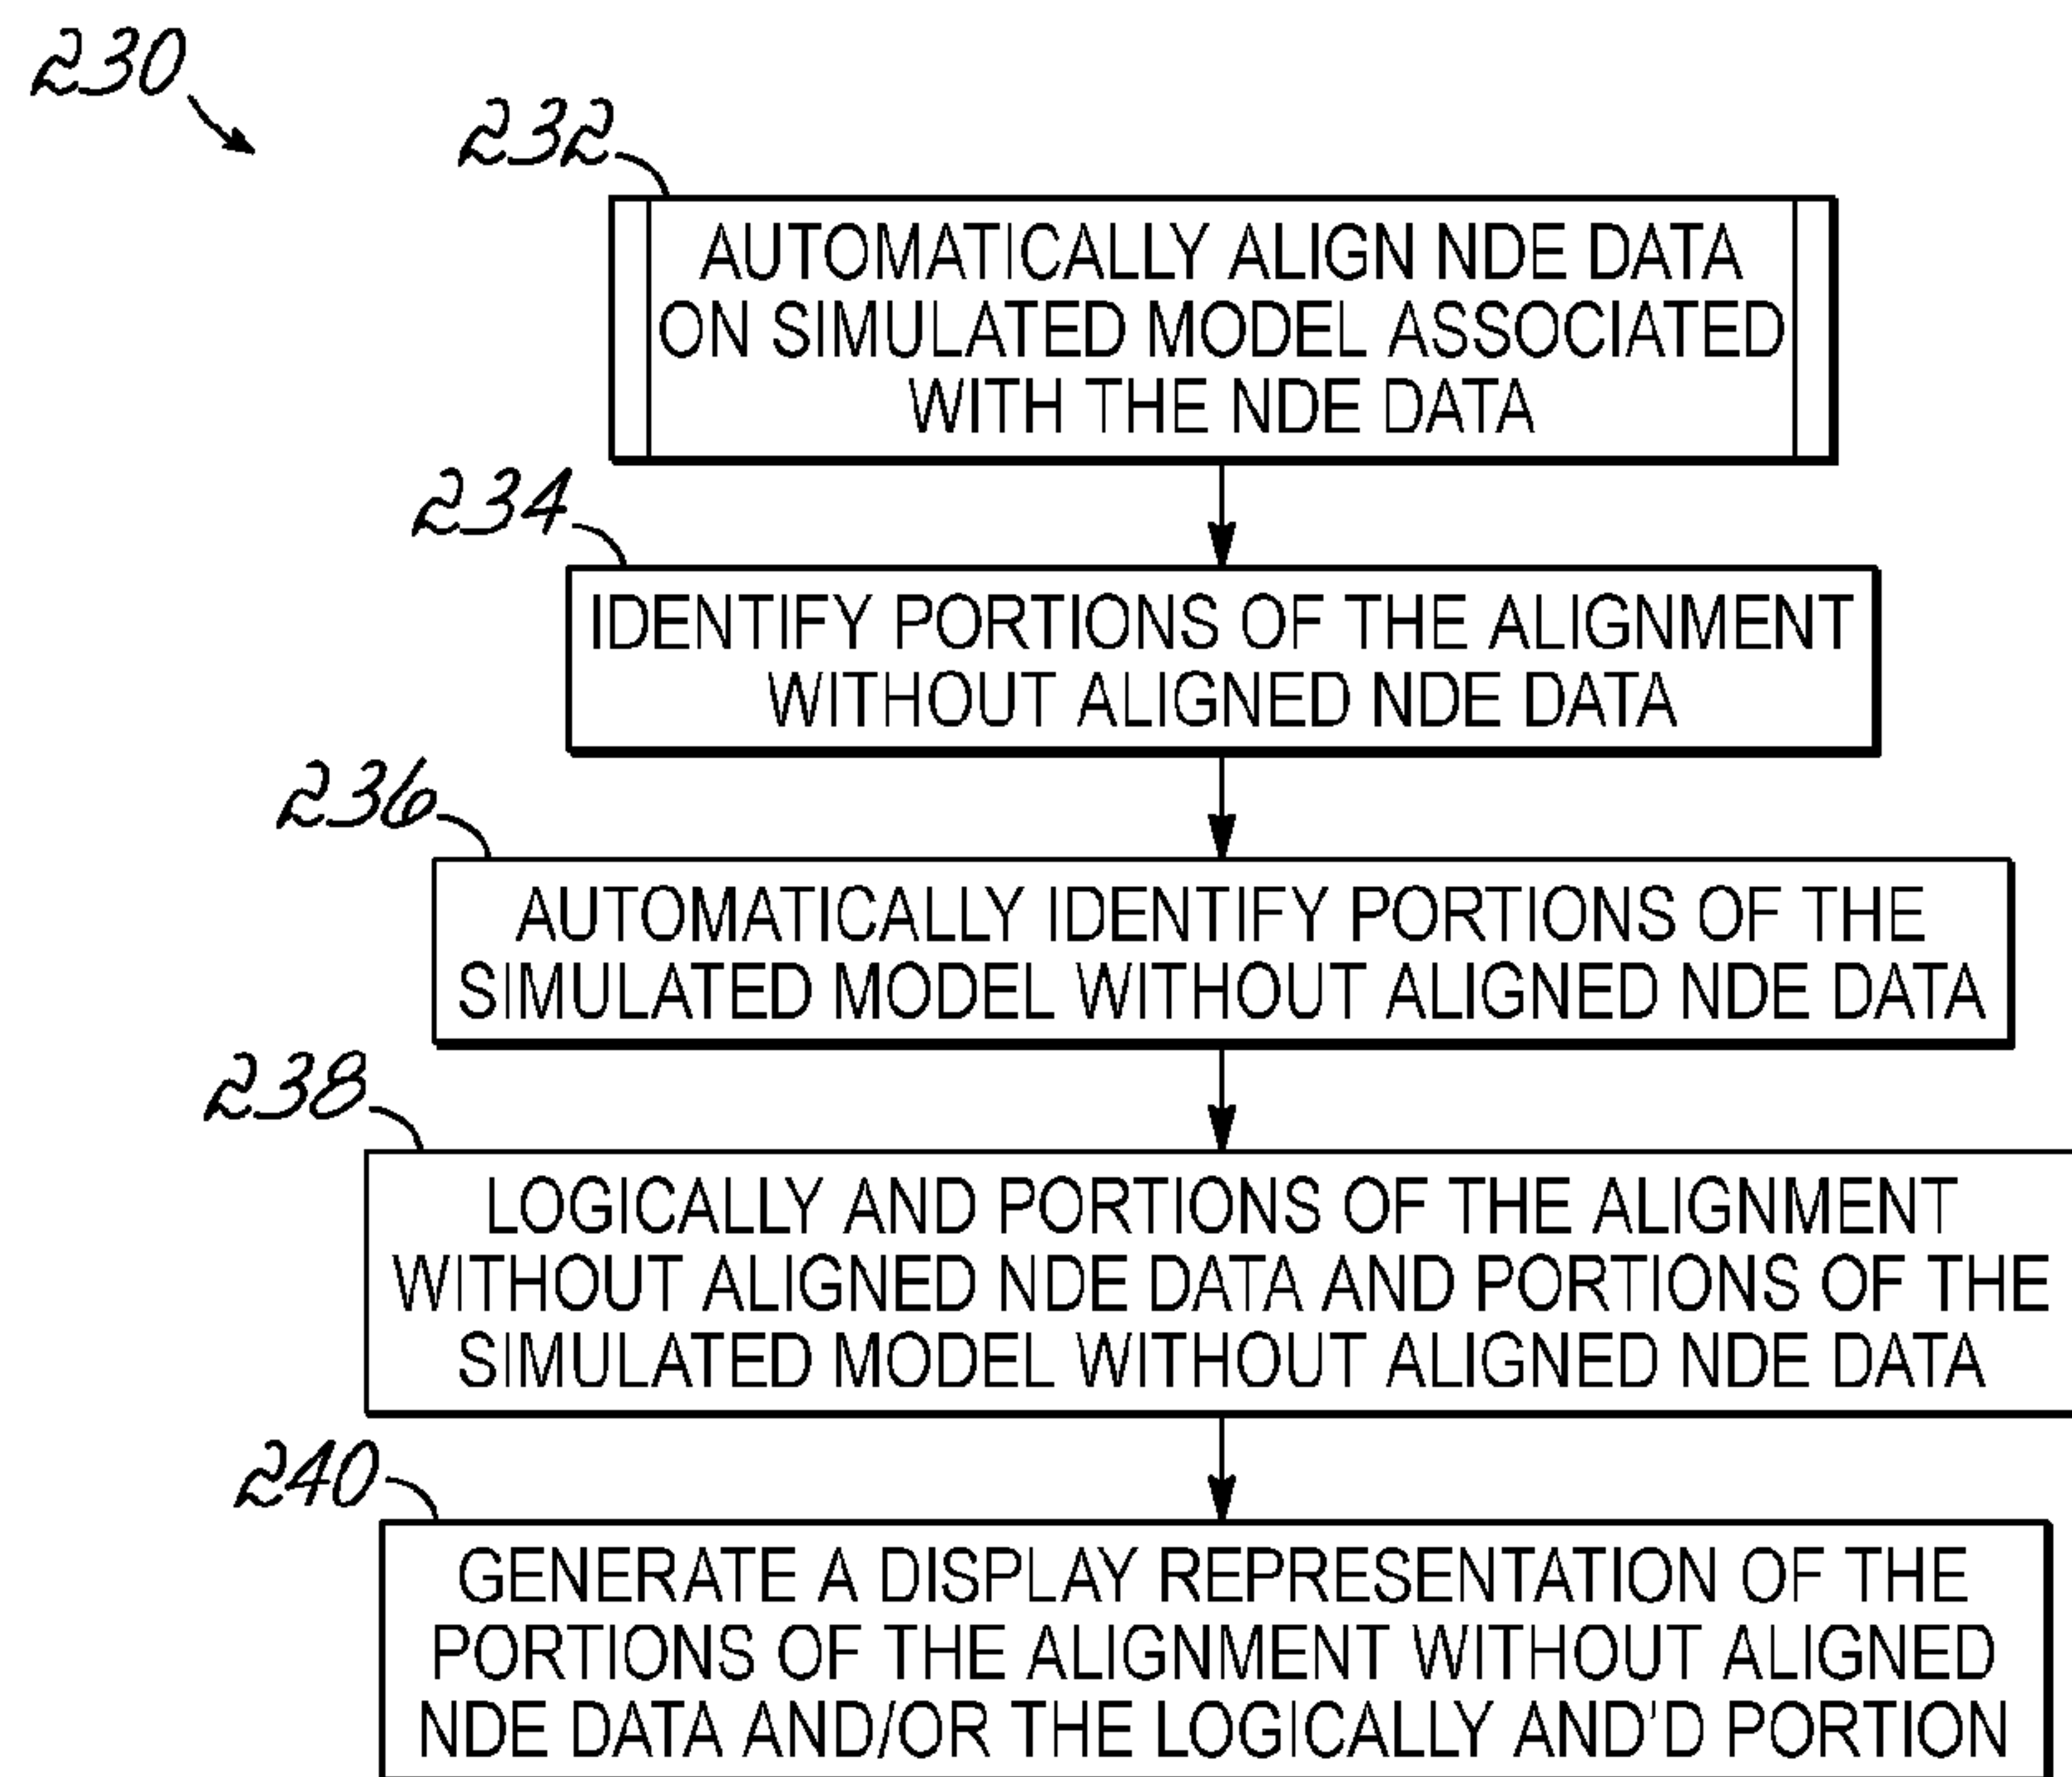 230
232
AUTOMATICALLY ALIGN NDE DATA
ON SIMULATED MODEL ASSOCIATED
WITH THE NDE DATA
234
IDENTIFY PORTIONS OF THE ALIGNMENT
WITHOUT ALIGNED NDE DATA
236
AUTOMATICALLY IDENTIFY PORTIONS OF THE
SIMULATED MODEL WITHOUT ALIGNED NDE DATA
238
LOGICALLY AND PORTIONS OF THE ALIGNMENT
WITHOUT ALIGNED NDE DATA AND PORTIONS OF THE
SIMULATED MODEL WITHOUT ALIGNED NDE DATA
240
GENERATE A DISPLAY REPRESENTATION OF THE
PORTIONS OF THE ALIGNMENT WITHOUT ALIGNED
NDE DATA AND/OR THE LOGICALLY AND'D PORTION